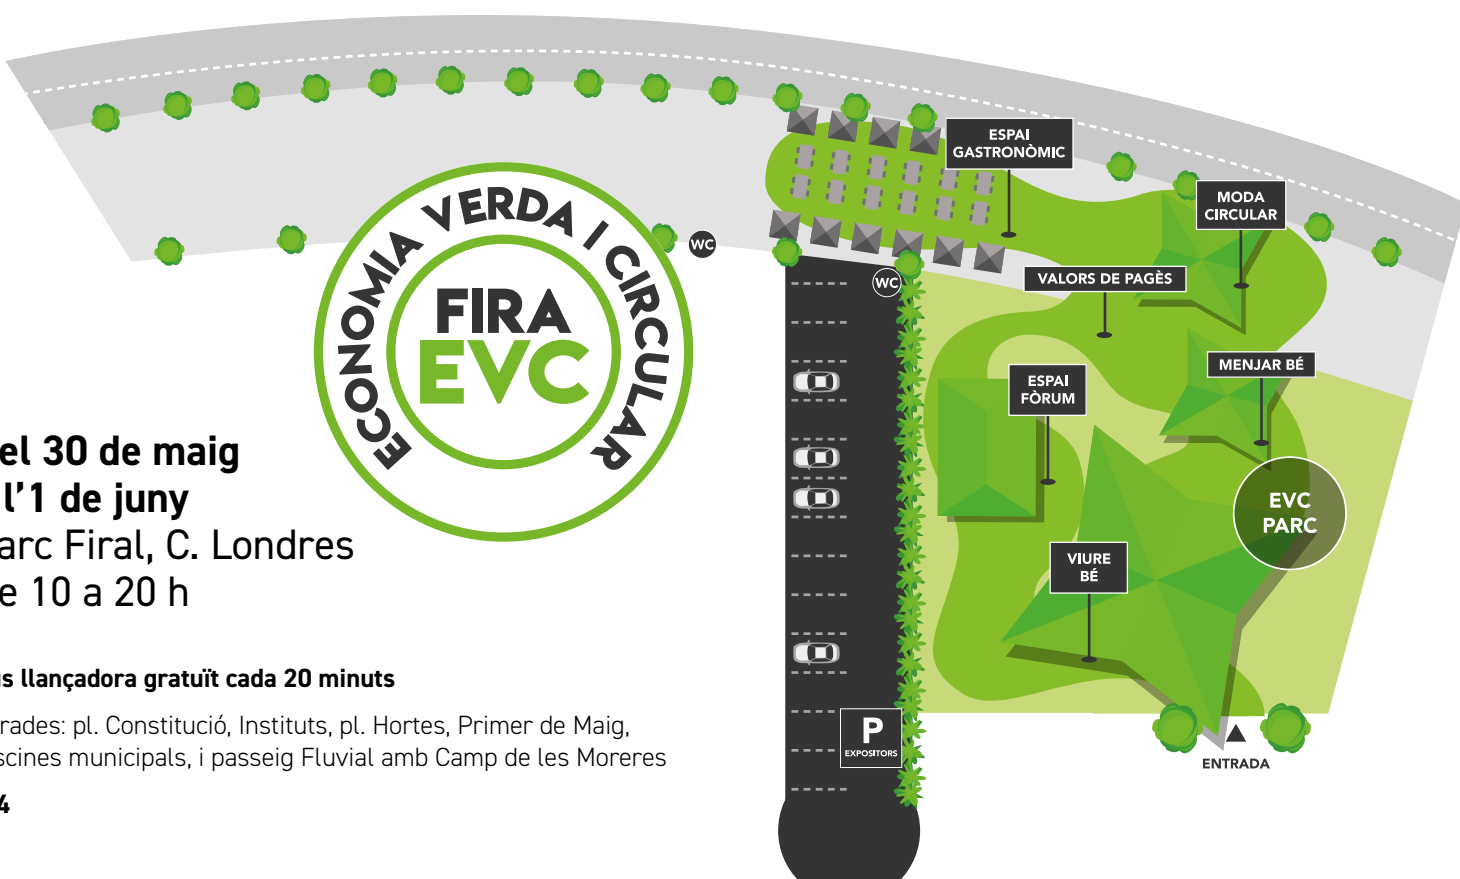 ECONOMIA VERDA I CIRCULAR
FIRA
EVC
el 30 de maig
l'1 de juny
arc Firal, C. Londres
e 10 a 20 h
s llançadora gratuït cada 20 minuts
rades: pl. Constitució, Instituts, pl. Hortes, Primer de Maig,
scines municipals, i passeig Fluvial amb Camp de les Moreres
4
WC
WC
ESPAI
GASTRONÒMIC
MODA
CIRCULAR
VALORS DE PAGÈS
MENJAR BÉ
ESPAI
FÒRUM
EVC
PARC
VIURE
BÉ
P
EXPOSITORS
ENTRADA